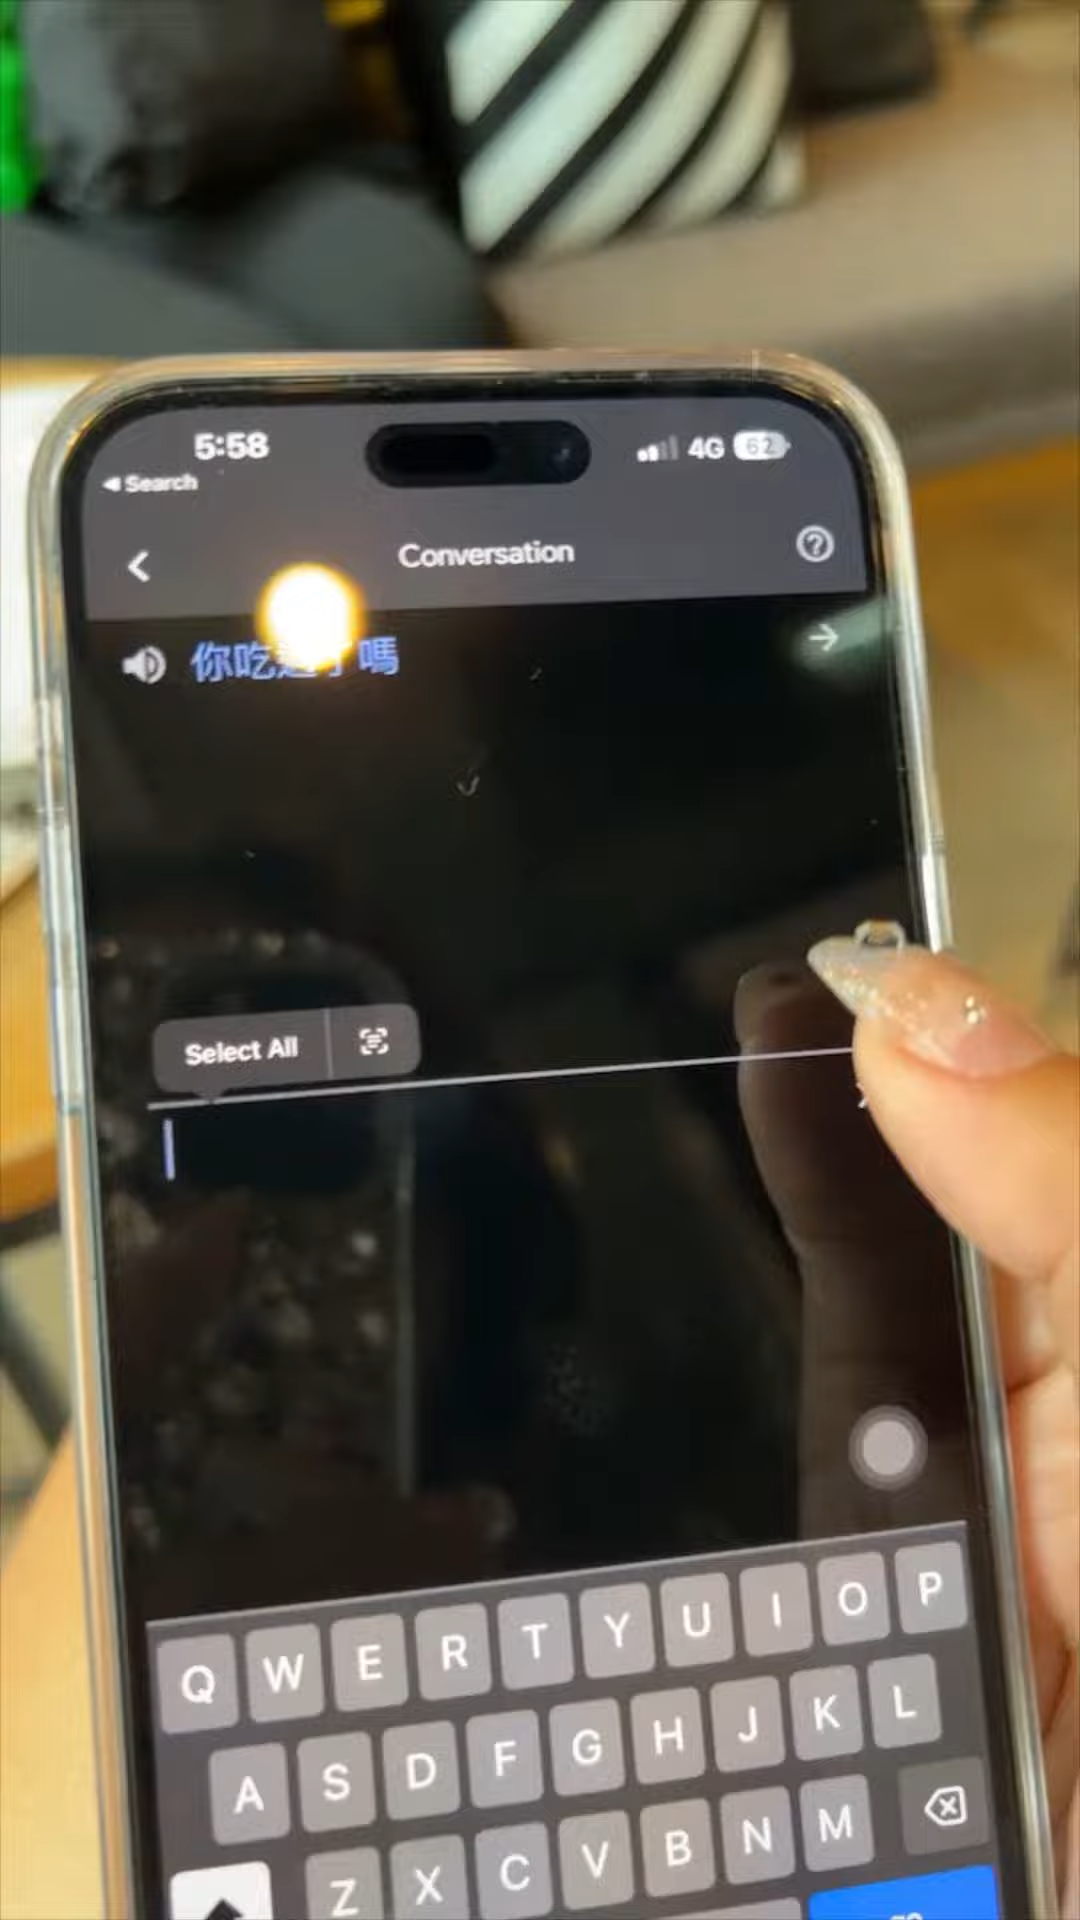 5:58
4G 62
Search
Conversation
你吃 嗎
Select All
Q W E R T Y U I O P
A S D F G H J K L
Z X C V B N M